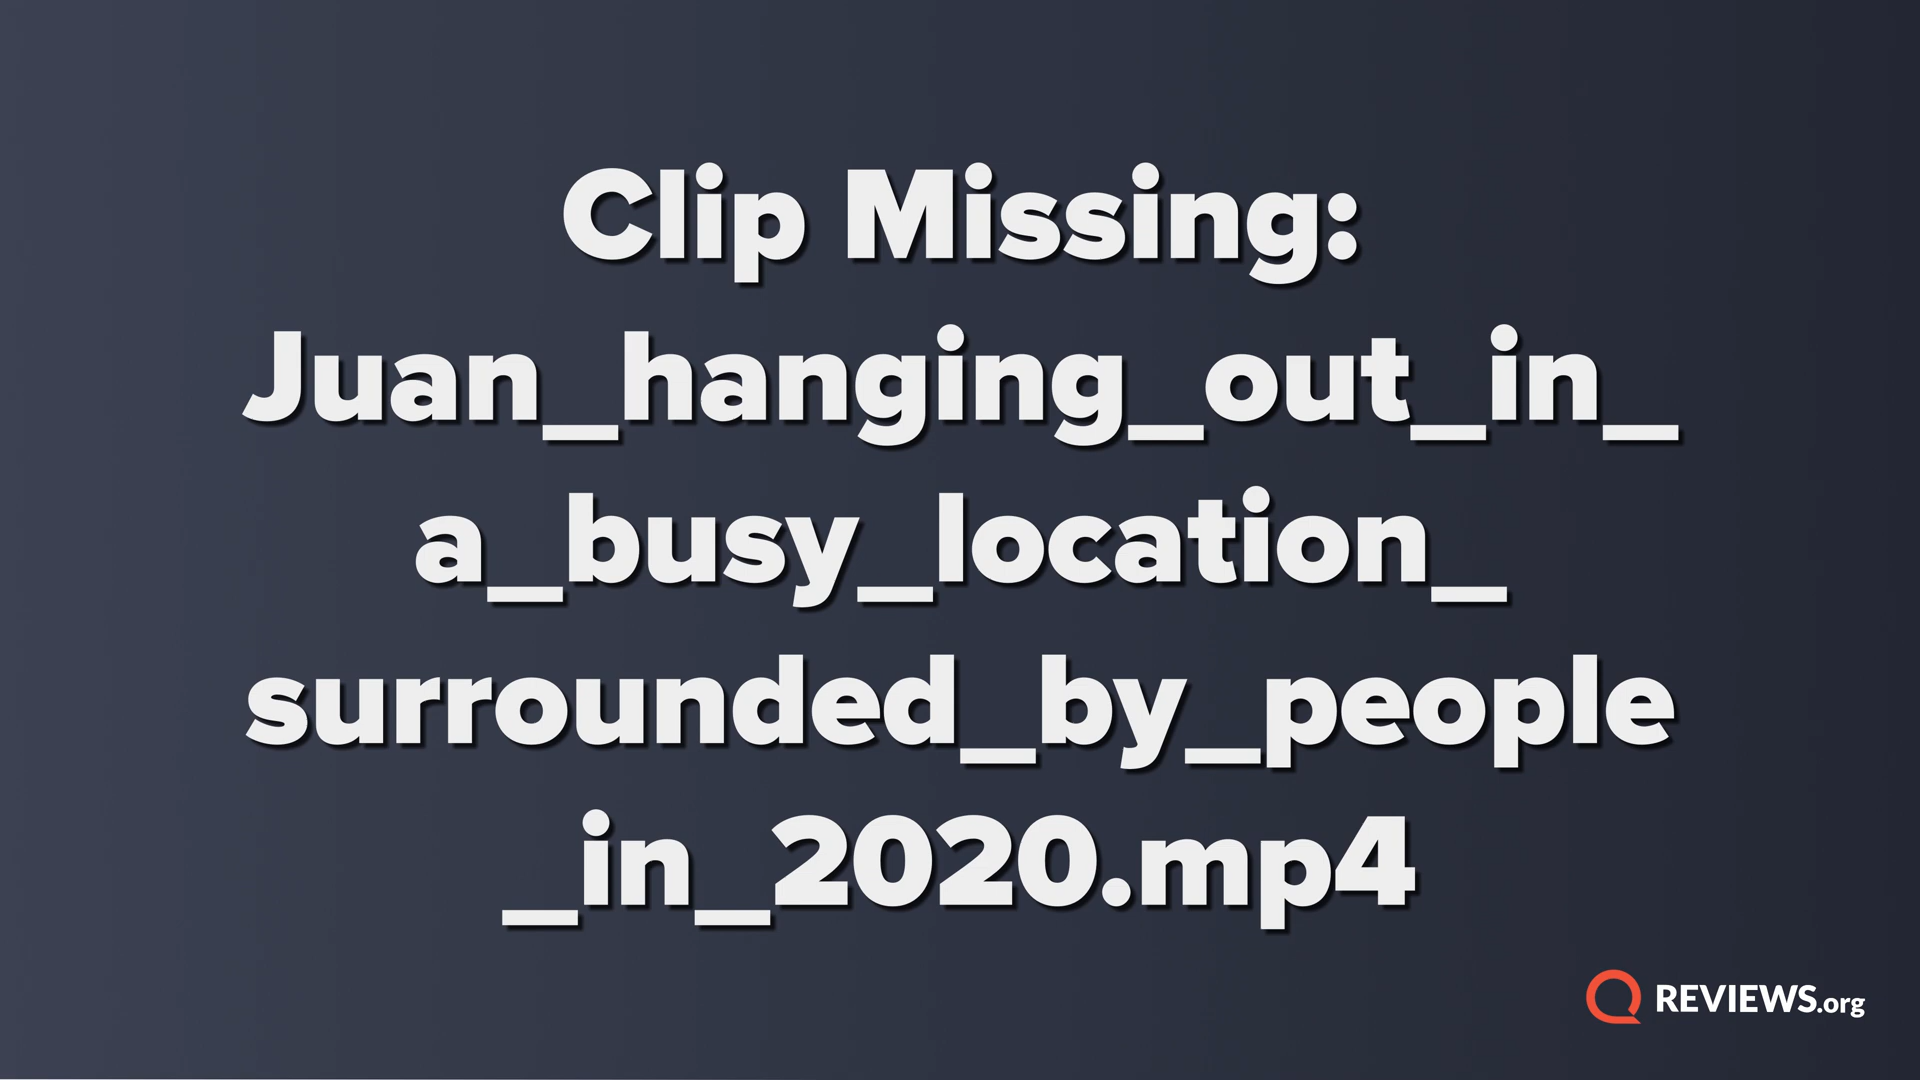 Clip Missing:
Juan_hanging_out_in_
a_busy_location_
surrounded_by_people
_in_2020.mp4
REVIEWS.org